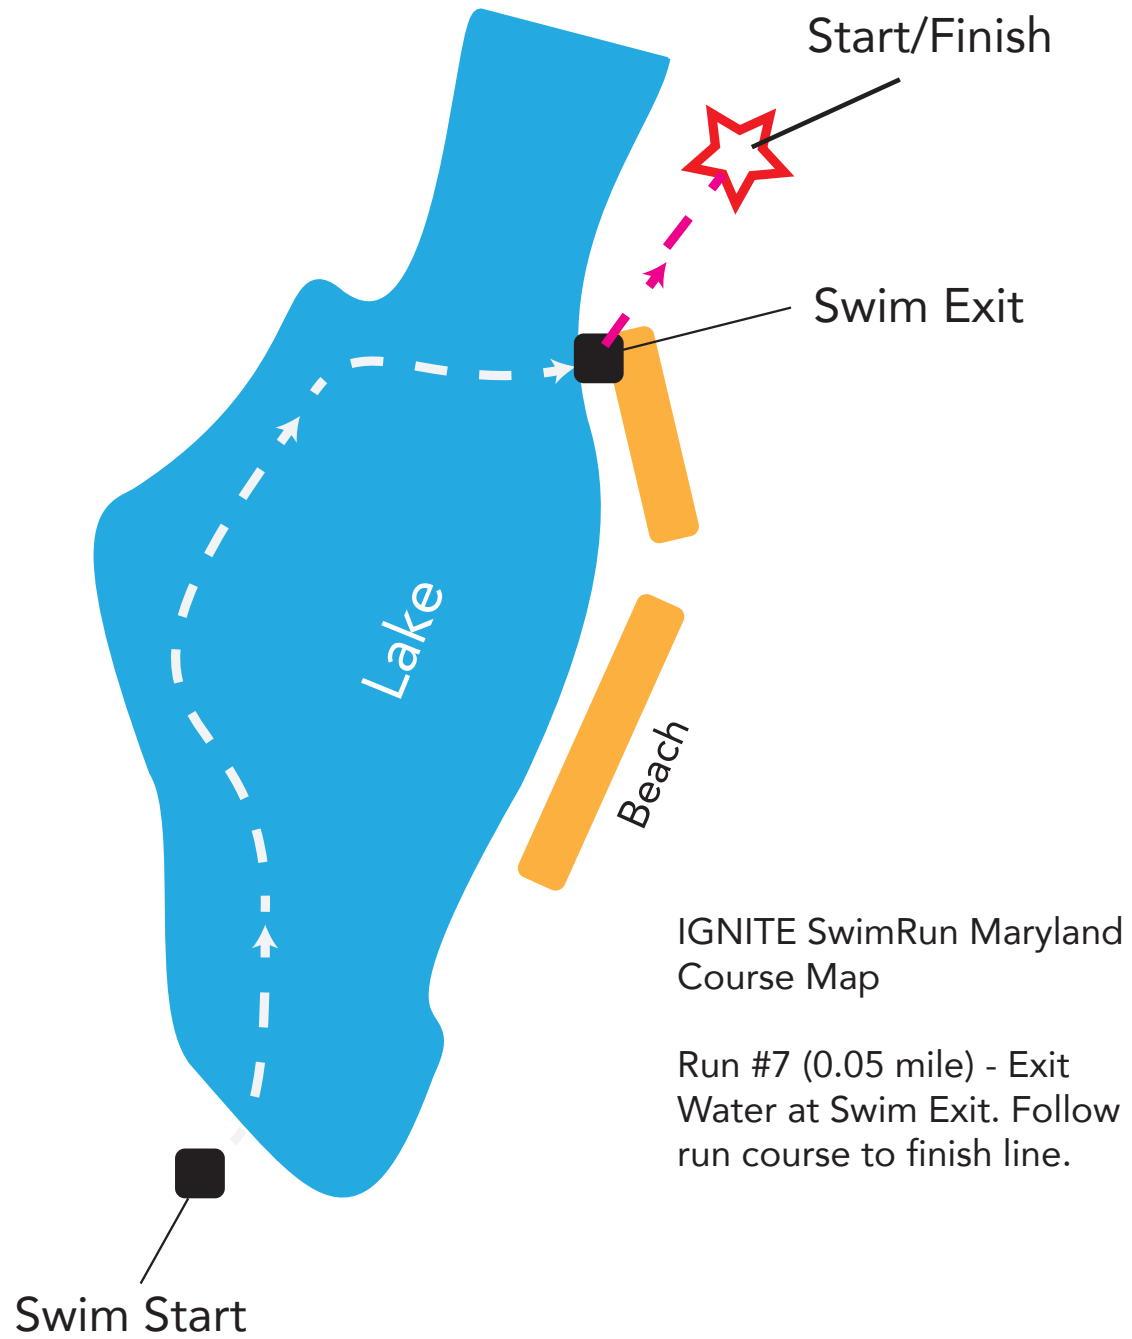 Start/Finish
Swim Exit
Lake
Beach
IGNITE SwimRun Maryland
Course Map
Run #7 (0.05 mile) - Exit
Water at Swim Exit. Follow
run course to finish line.
Swim Start